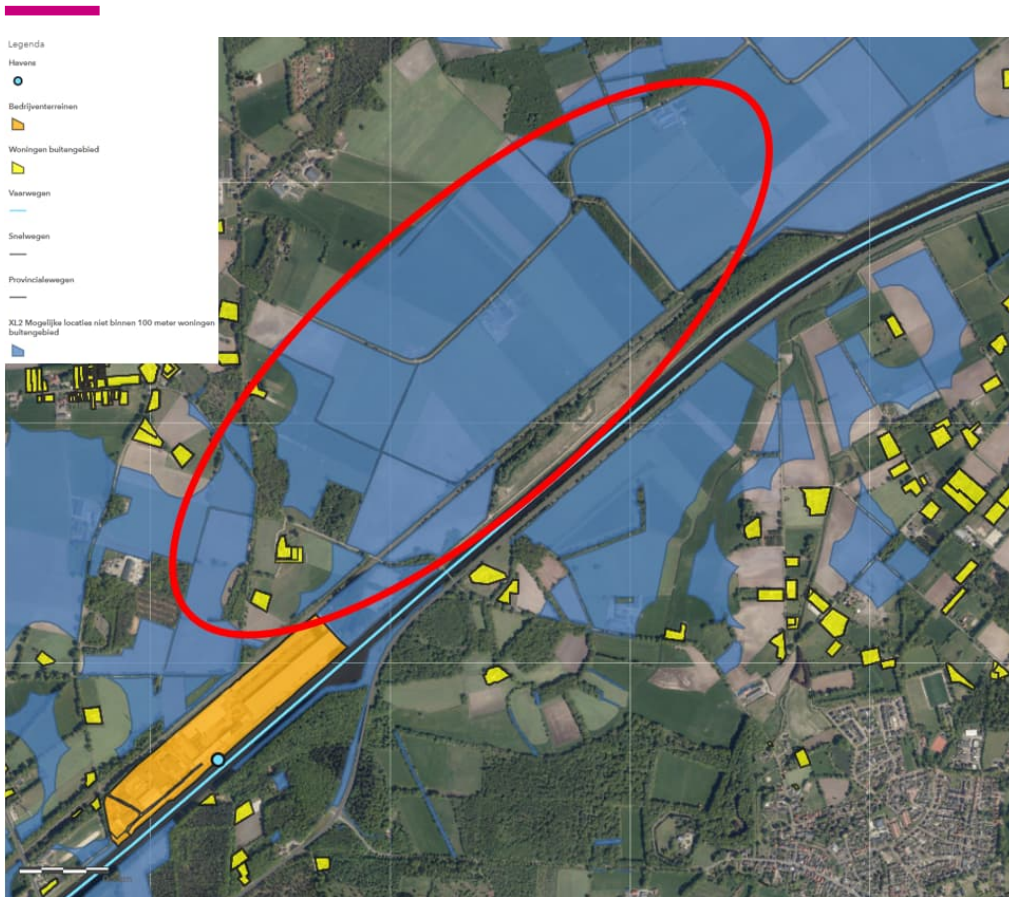 Legenda
Havens
Bedrijventerreinen
Woningen buitengebied
Vaarwegen
Snelwegen
Provincialewegen
XL2 Mogelijke locaties niet binnen 100 meter woningen
buitengebied